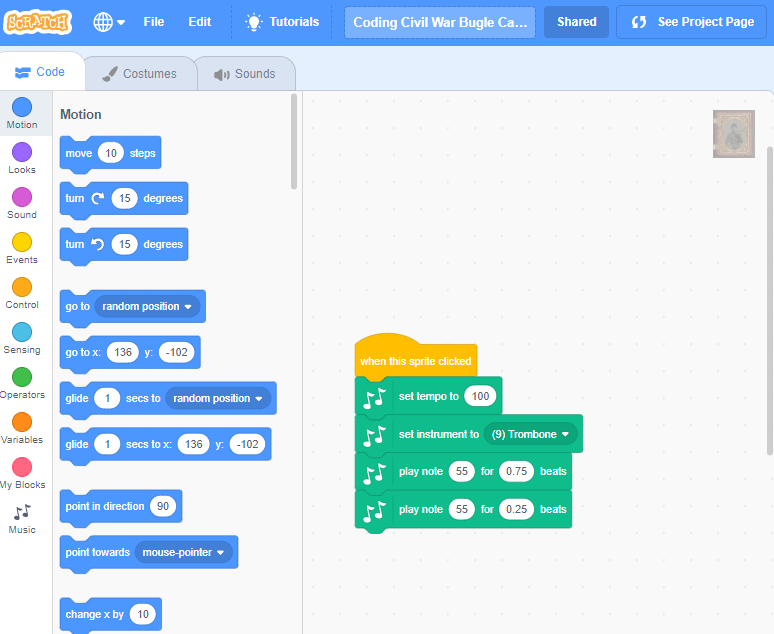 SCRATCH File Edit Tutorials Coding Civil War Bugle Ca... Shared See Project Page
Code Costumes Sounds
Motion
Looks
Sound
Events
Control
Sensing
Operators
Variables
My Blocks
Music
Motion
move 10 steps
turn 15 degrees
turn 15 degrees
go to random position
go to x: 136 y: -102
glide 1 secs to random position
glide 1 secs to x: 136 y: -102
point in direction 90
point towards mouse-pointer
change x by 10
when this sprite clicked
set tempo to 100
set instrument to (9) Trombone
play note 55 for 0.75 beats
play note 55 for 0.25 beats